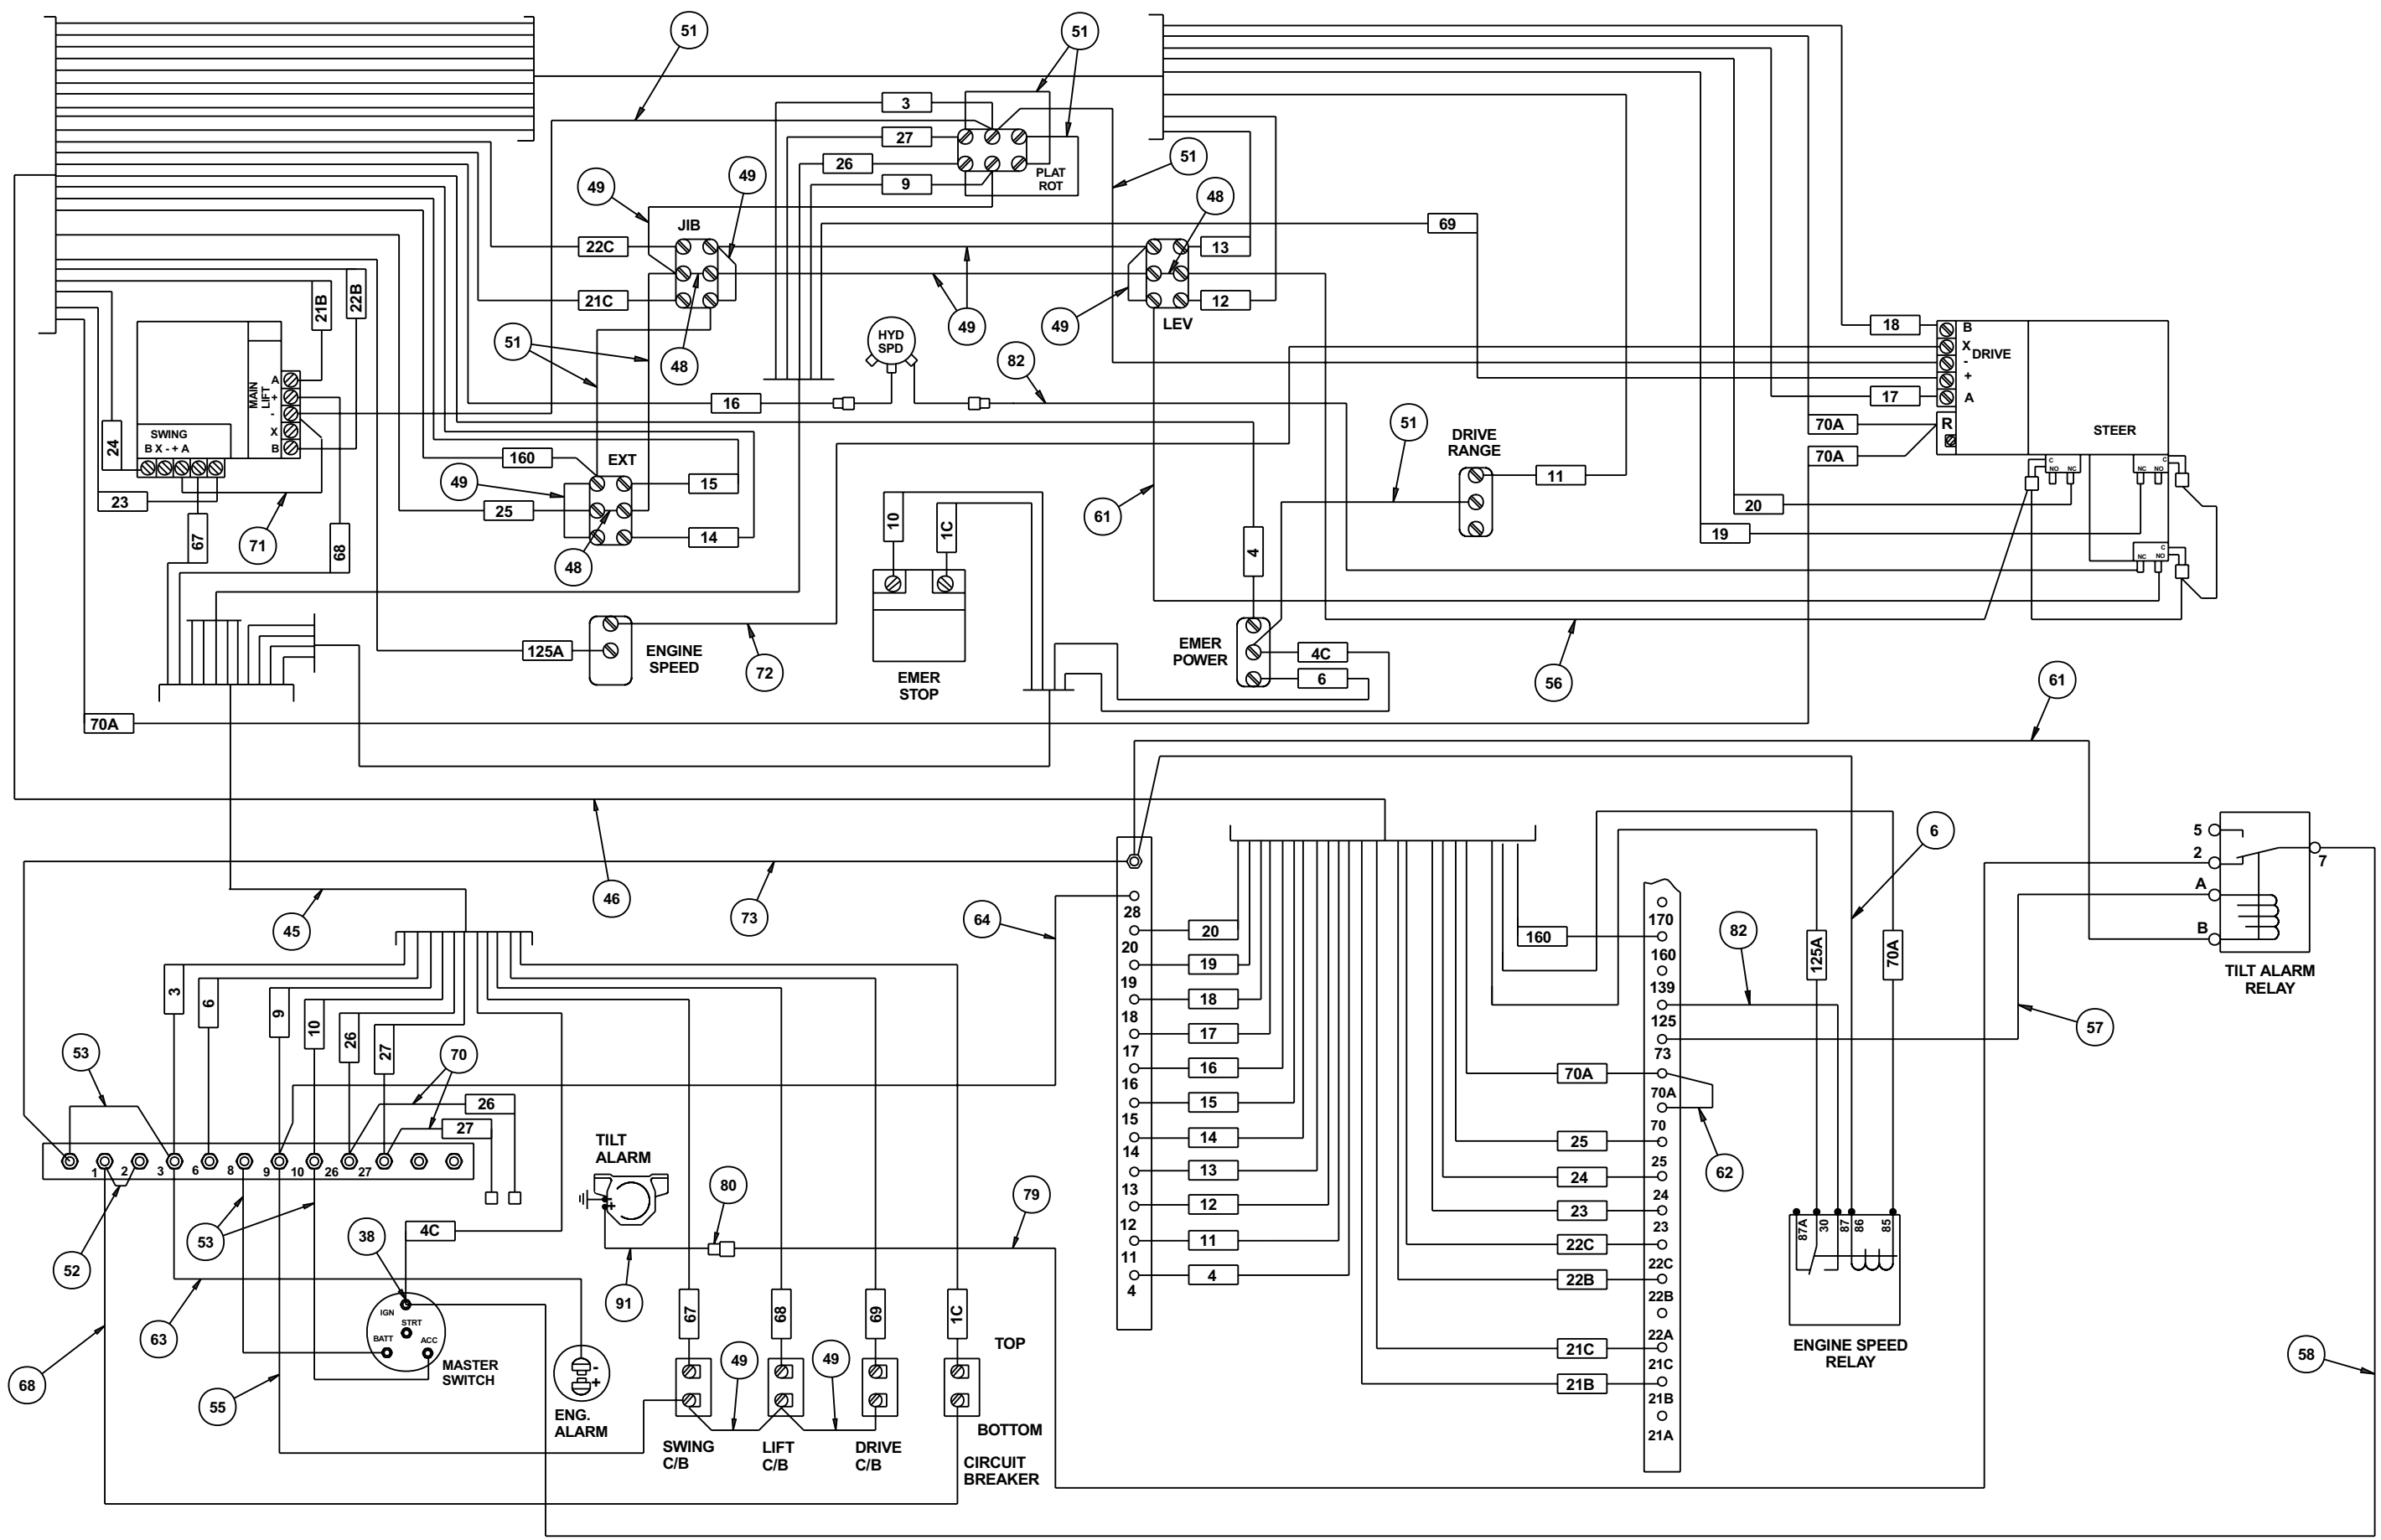 51
51
3
27
26
9
PLAT
ROT
51
49
49
48
JIB
22C
21C
69
13
12
LEV
49
49
48
51
HYD
SPD
82
16
21B
22B
MAIN
LIFT
A
+
-
X
B
SWING
B X - + A
24
23
67
71
68
160
EXT
49
25
15
14
48
10
1C
EMER
STOP
51
DRIVE
RANGE
11
61
4
18
B
X
-
+
A
DRIVE
17
70A
R
70A
STEER
C
NO NC
C
NC NO
20
19
C
NC NO
125A
ENGINE
SPEED
72
EMER
POWER
4C
6
56
61
70A
46
73
45
64
6
82
5
2
A
B
7
TILT ALARM
RELAY
57
3
6
9
10
26
27
53
70
26
27
1
2
3
6
8
9
10
26
27
52
53
68
63
55
38
4C
IGN
STRT
BATT
ACC
MASTER
SWITCH
TILT
ALARM
-
+
80
79
91
-
+
ENG.
ALARM
67
68
69
1C
49
49
TOP
BOTTOM
SWING
C/B
LIFT
C/B
DRIVE
C/B
CIRCUIT
BREAKER
28
20
20
19
19
18
18
17
17
16
16
15
15
14
14
13
13
12
12
11
11
4
4
160
70A
25
24
23
22C
22B
21C
21B
170
160
139
125
73
70A
70
25
24
23
22C
22B
22A
21C
21B
21A
62
125A
70A
87A
30
87
86
85
ENGINE SPEED
RELAY
58